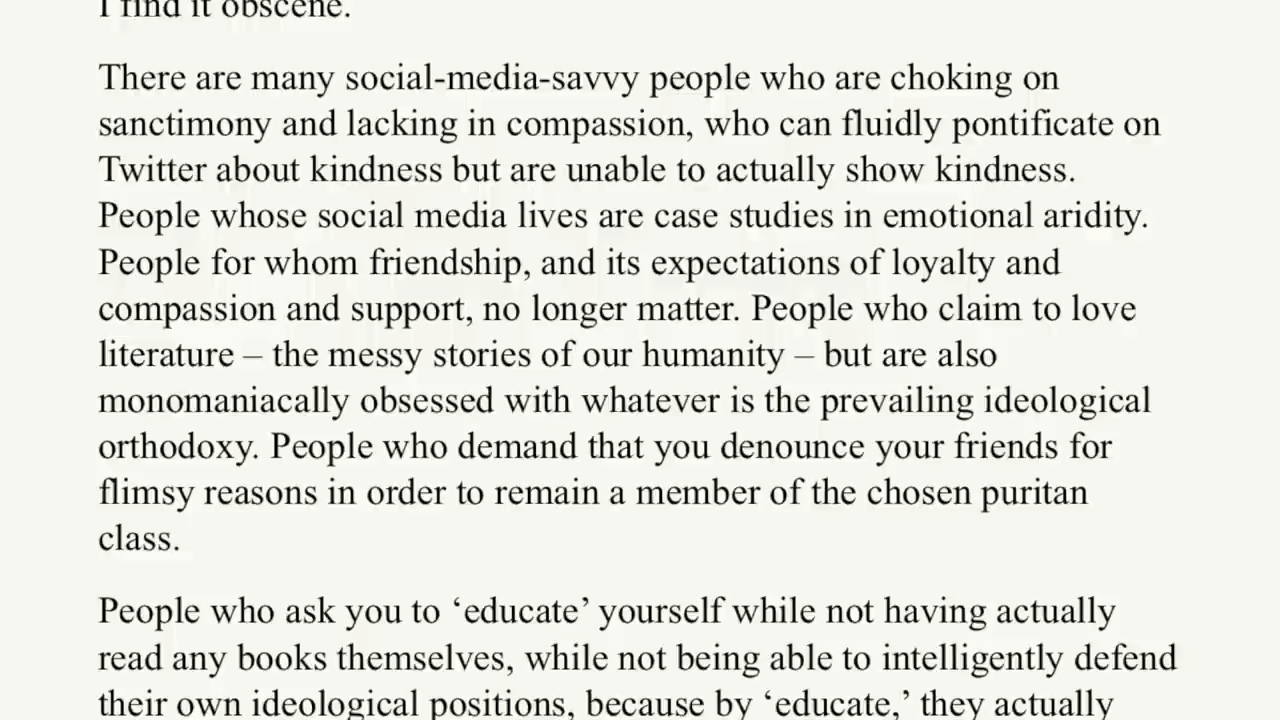 I find it obscene.
There are many social-media-savvy people who are choking on
sanctimony and lacking in compassion, who can fluidly pontificate on
Twitter about kindness but are unable to actually show kindness.
People whose social media lives are case studies in emotional aridity.
People for whom friendship, and its expectations of loyalty and
compassion and support, no longer matter. People who claim to love
literature – the messy stories of our humanity – but are also
monomaniacally obsessed with whatever is the prevailing ideological
orthodoxy. People who demand that you denounce your friends for
flimsy reasons in order to remain a member of the chosen puritan
class.
People who ask you to ‘educate’ yourself while not having actually
read any books themselves, while not being able to intelligently defend
their own ideological positions, because by ‘educate,’ they actually